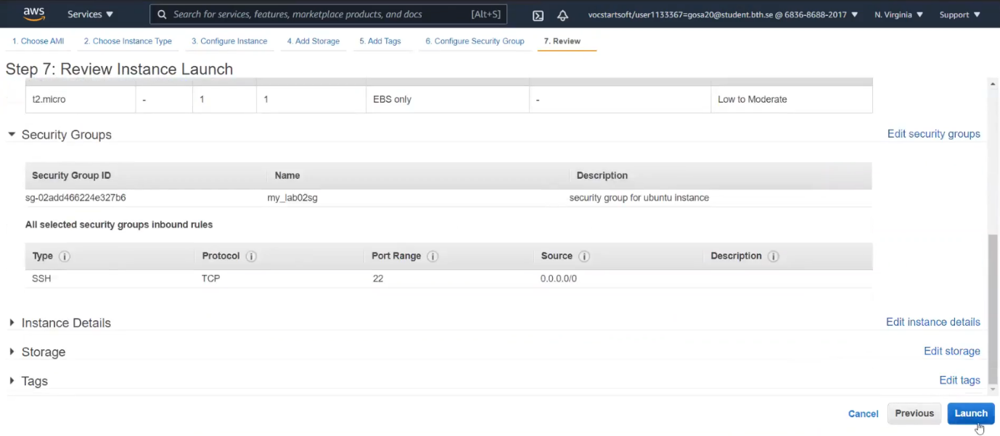 aws Services Search for services, features, marketplace products, and docs [Alt+S] vocstartsoft/user1133367=gosa20@student.bth.se @ 6836-8688-2017 N. Virginia Support
1. Choose AMI 2. Choose Instance Type 3. Configure Instance 4. Add Storage 5. Add Tags 6. Configure Security Group 7. Review
Step 7: Review Instance Launch
t2.micro - 1 1 EBS only - Low to Moderate
Security Groups Edit security groups
Security Group ID Name Description
sg-02add466224e327b6 my_lab02sg security group for ubuntu instance
All selected security groups inbound rules
Type i Protocol i Port Range i Source i Description i
SSH TCP 22 0.0.0.0/0
Instance Details Edit instance details
Storage Edit storage
Tags Edit tags
Cancel Previous Launch